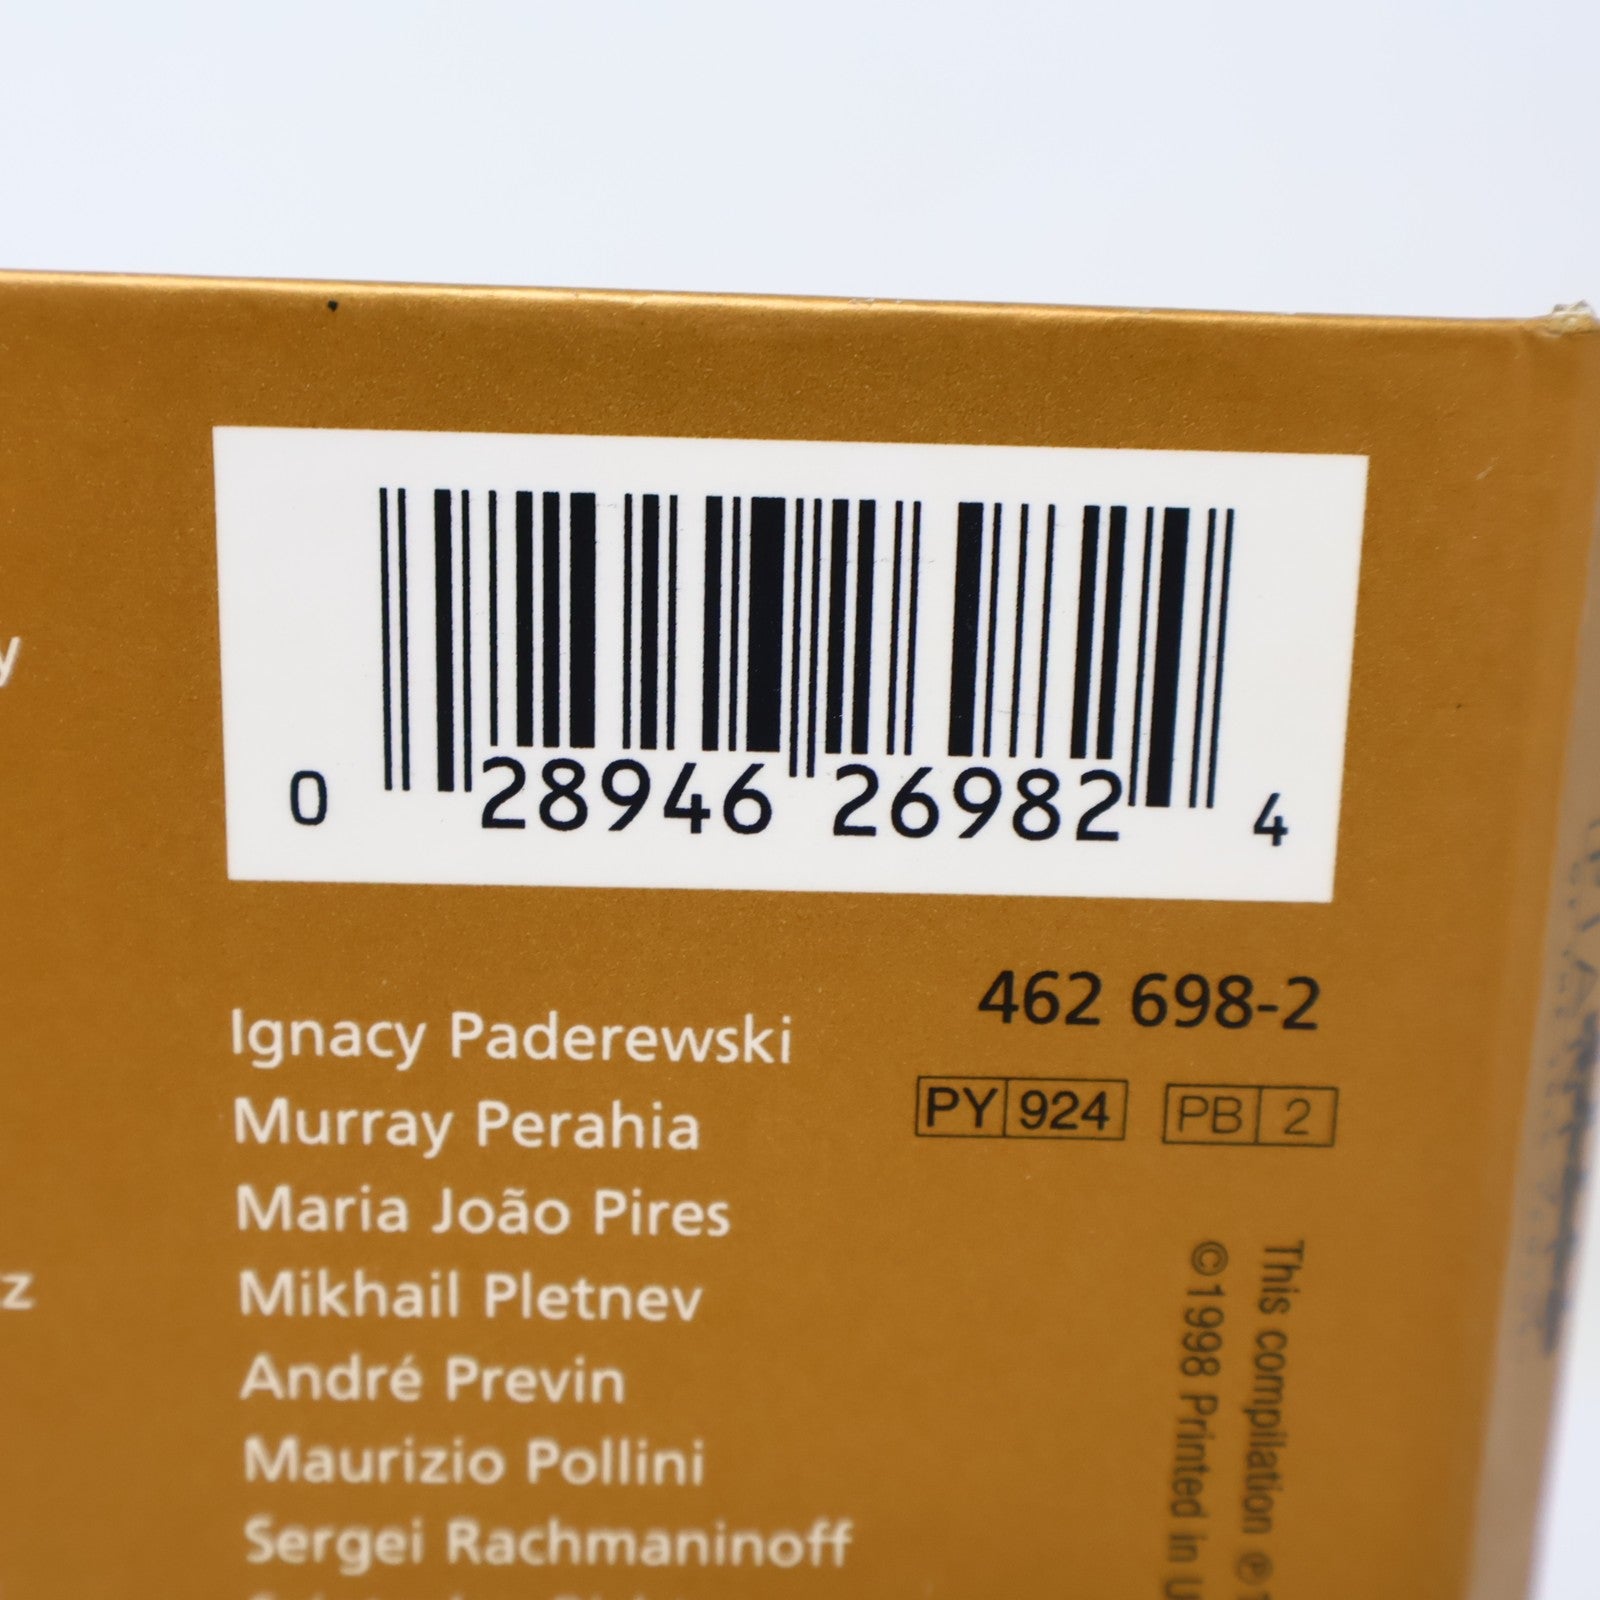 0 28946 26982 4
462 698-2
PY 924 PB 2
Ignacy Paderewski
Murray Perahia
Maria João Pires
Mikhail Pletnev
André Previn
Maurizio Pollini
Sergei Rachmaninoff
This compilation ℗
©1998 Printed in